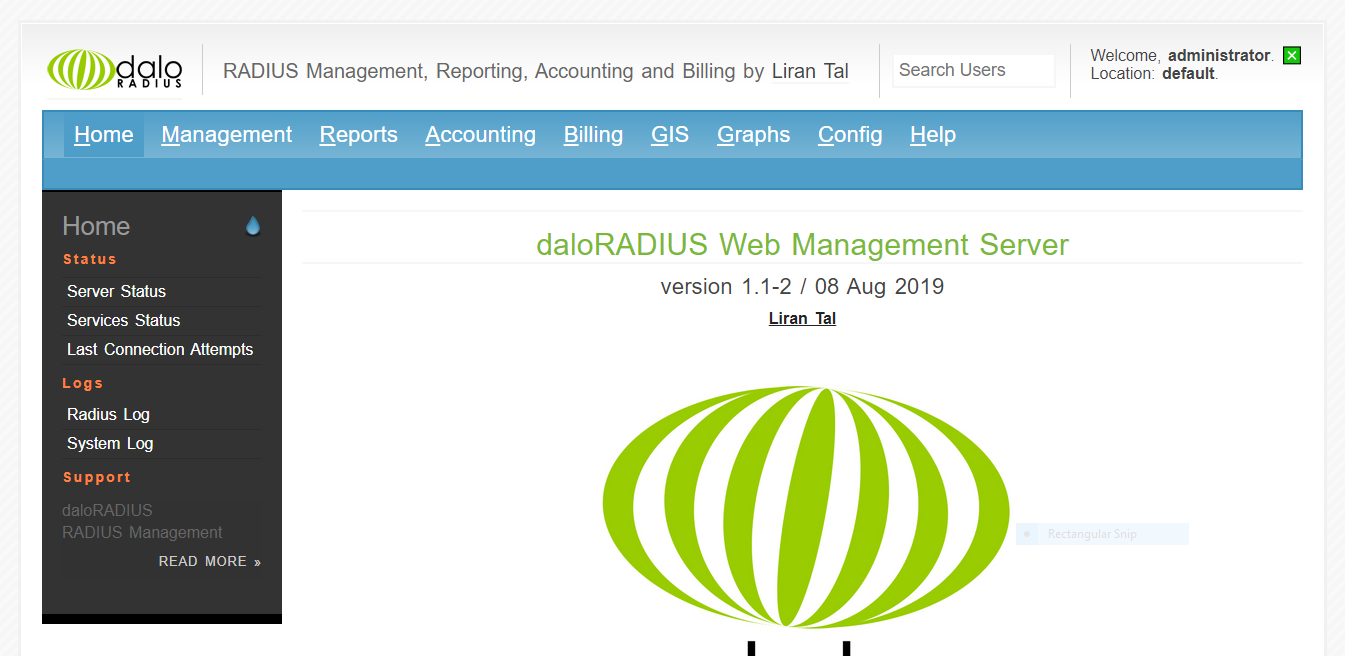 dalo
RADIUS
RADIUS Management, Reporting, Accounting and Billing by Liran Tal
Search Users
Welcome, administrator.
Location: default.
Home Management Reports Accounting Billing GIS Graphs Config Help
Home
Status
Server Status
Services Status
Last Connection Attempts
Logs
Radius Log
System Log
Support
daloRADIUS
RADIUS Management
READ MORE »
daloRADIUS Web Management Server
version 1.1-2 / 08 Aug 2019
Liran Tal
Rectangular Snip